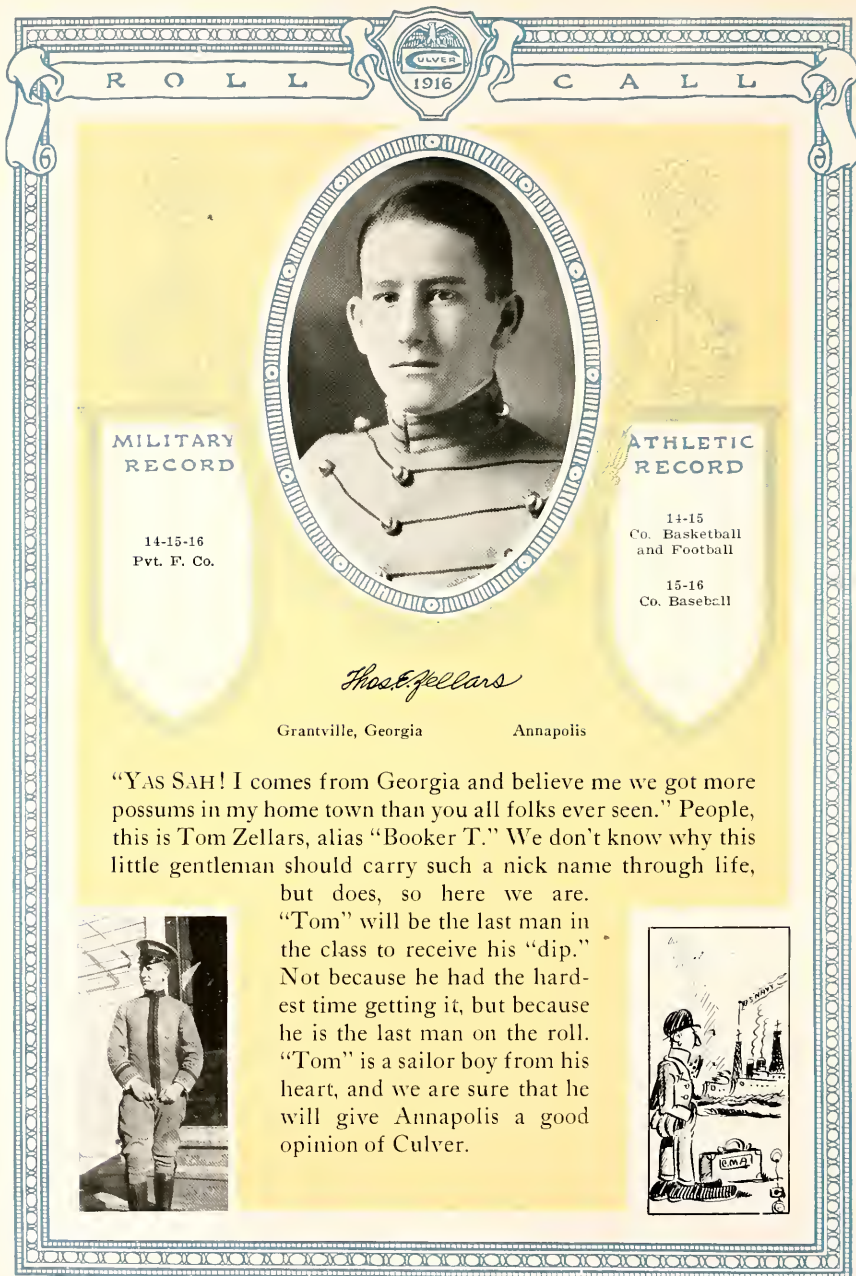 CULVER
1916
ROLL CALL
MILITARY
RECORD
14-15-16
Pvt. F. Co.
ATHLETIC
RECORD
14-15
Co. Basketball
and Football
15-16
Co. Baseball
Thos. E. Zellars
Grantville, Georgia Annapolis
“YAS SAH! I comes from Georgia and believe me we got more
possums in my home town than you all folks ever seen.” People,
this is Tom Zellars, alias “Booker T.” We don't know why this
little gentleman should carry such a nick name through life,
but does, so here we are.
“Tom” will be the last man in
the class to receive his “dip.”
Not because he had the hard-
est time getting it, but because
he is the last man on the roll.
“Tom” is a sailor boy from his
heart, and we are sure that he
will give Annapolis a good
opinion of Culver.
U.S. NAVY
C.M.A.